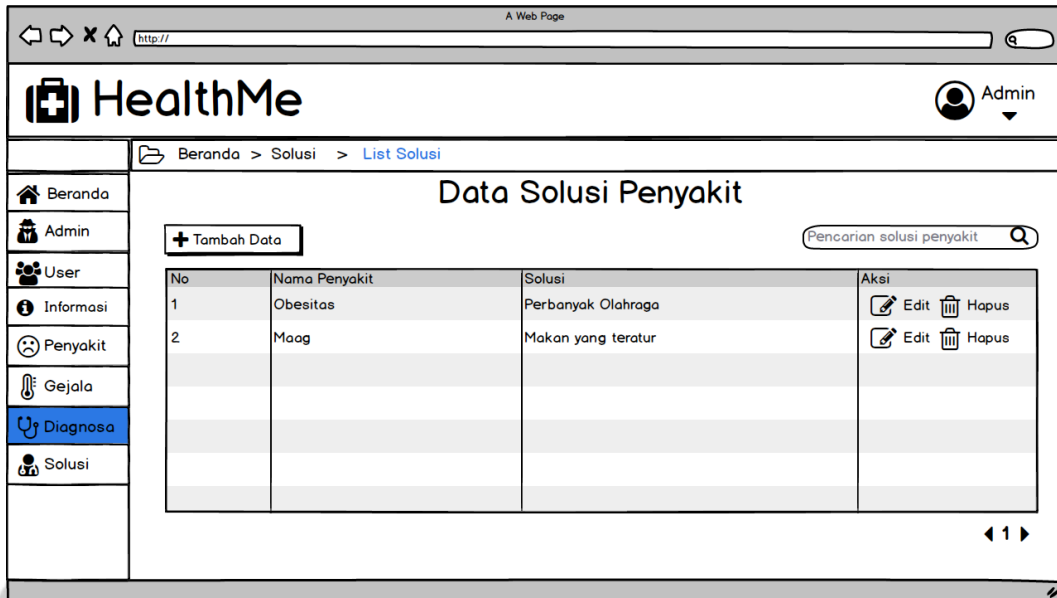 A Web Page
http://
HealthMe
Admin
Beranda > Solusi > List Solusi
Beranda
Admin
User
Informasi
Penyakit
Gejala
Diagnosa
Solusi
Data Solusi Penyakit
Tambah Data
Pencarian solusi penyakit
No Nama Penyakit Solusi Aksi
1 Obesitas Perbanyak Olahraga Edit Hapus
2 Maag Makan yang teratur Edit Hapus
1